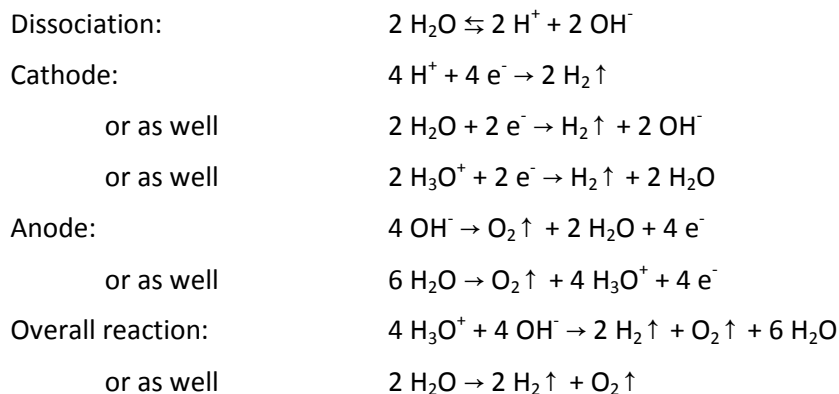 Dissociation: 2 H₂O ⇆ 2 H⁺ + 2 OH⁻
Cathode: 4 H⁺ + 4 e⁻ → 2 H₂↑
or as well 2 H₂O + 2 e⁻ → H₂↑ + 2 OH⁻
or as well 2 H₃O⁺ + 2 e⁻ → H₂↑ + 2 H₂O
Anode: 4 OH⁻ → O₂↑ + 2 H₂O + 4 e⁻
or as well 6 H₂O → O₂↑ + 4 H₃O⁺ + 4 e⁻
Overall reaction: 4 H₃O⁺ + 4 OH⁻ → 2 H₂↑ + O₂↑ + 6 H₂O
or as well 2 H₂O → 2 H₂↑ + O₂↑